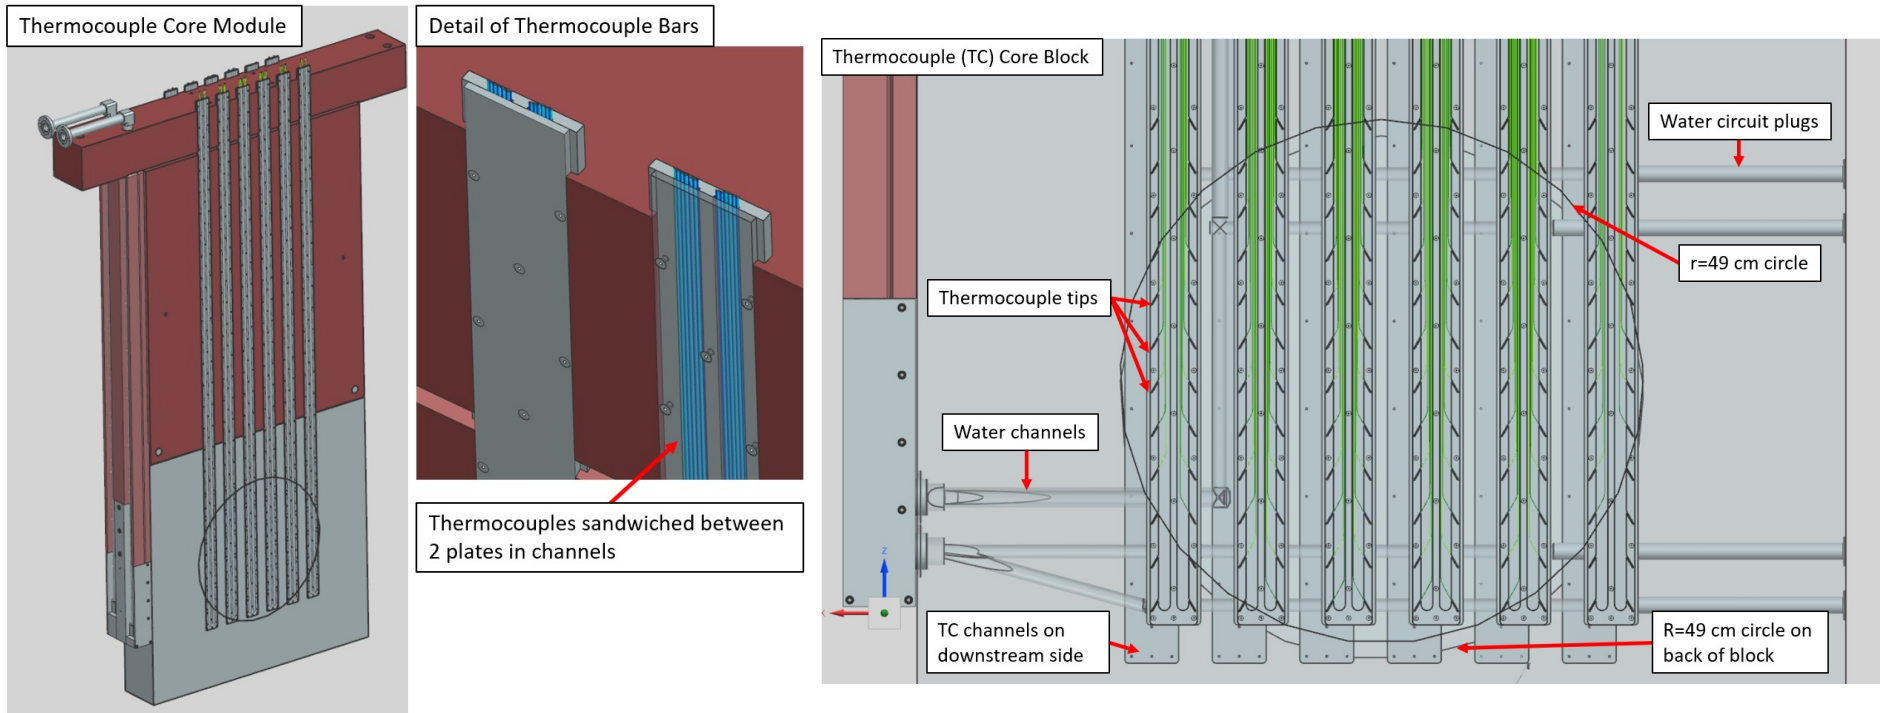 Thermocouple Core Module
Detail of Thermocouple Bars
Thermocouples sandwiched between
2 plates in channels
Thermocouple (TC) Core Block
Water circuit plugs
r=49 cm circle
Thermocouple tips
Water channels
z
TC channels on
downstream side
R=49 cm circle on
back of block